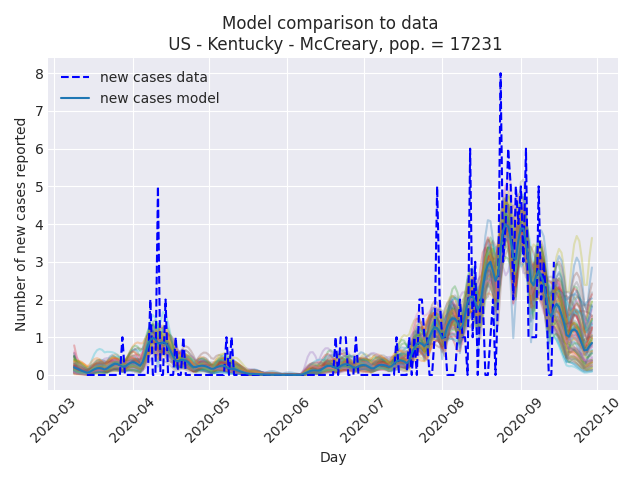 Model comparison to data
US - Kentucky - McCreary, pop. = 17231
new cases data
new cases model
Number of new cases reported
8
7
6
5
4
3
2
1
0
2020-03
2020-04
2020-05
2020-06
2020-07
2020-08
2020-09
2020-10
Day